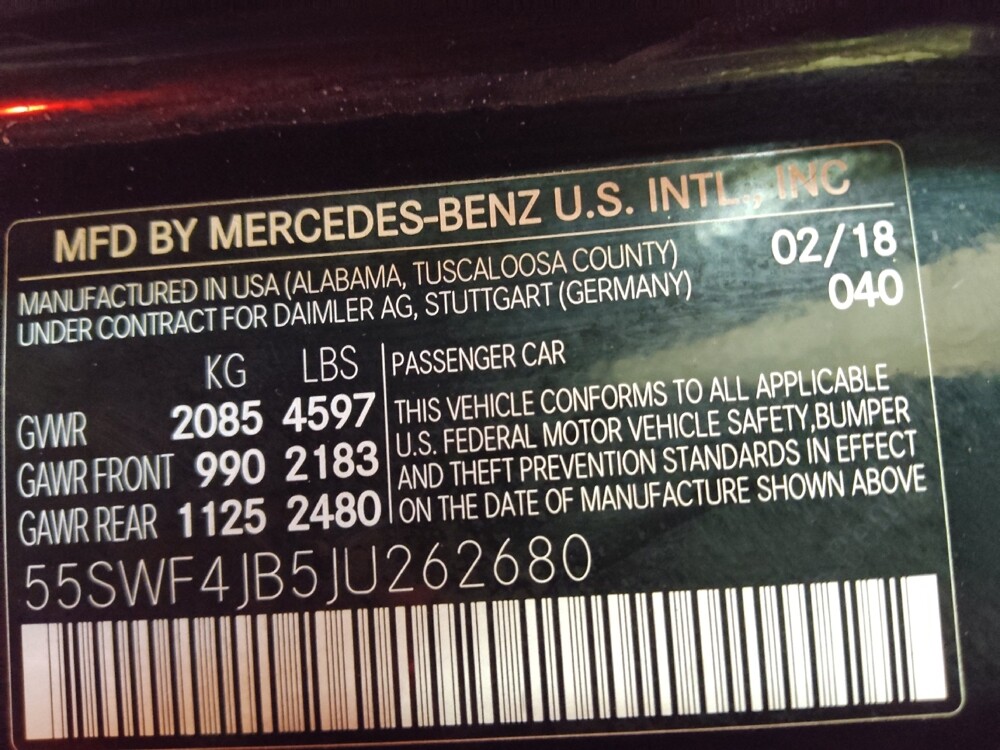 MFD BY MERCEDES-BENZ U.S. INTL., INC
MANUFACTURED IN USA (ALABAMA, TUSCALOOSA COUNTY) 02/18
UNDER CONTRACT FOR DAIMLER AG, STUTTGART (GERMANY) 040
KG LBS
GVWR 2085 4597
GAWR FRONT 990 2183
GAWR REAR 1125 2480
PASSENGER CAR
THIS VEHICLE CONFORMS TO ALL APPLICABLE
U.S. FEDERAL MOTOR VEHICLE SAFETY,BUMPER
AND THEFT PREVENTION STANDARDS IN EFFECT
ON THE DATE OF MANUFACTURE SHOWN ABOVE
55SWF4JB5JU262680